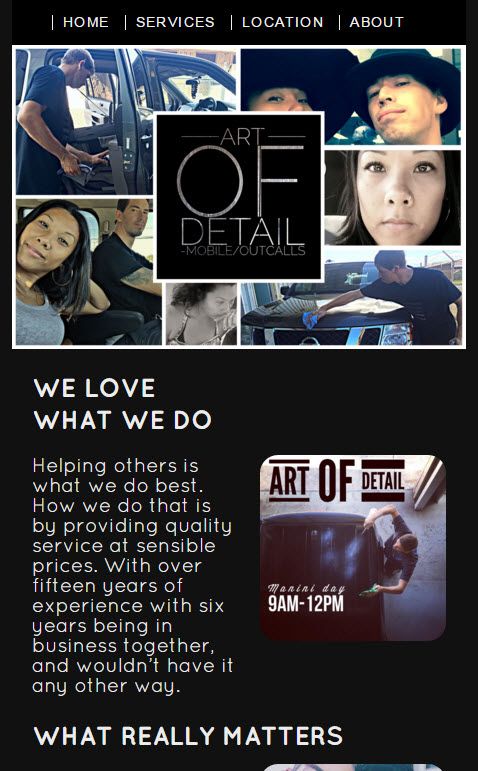 HOME
SERVICES
LOCATION
ABOUT
ART
OF
DETAIL
-MOBILE/OUTCALLS
WE LOVE
WHAT WE DO
Helping others is
what we do best.
How we do that is
by providing quality
service at sensible
prices. With over
fifteen years of
experience with six
years being in
business together,
and wouldn't have it
any other way.
ART OF DETAIL
Manini day
9AM-12PM
WHAT REALLY MATTERS